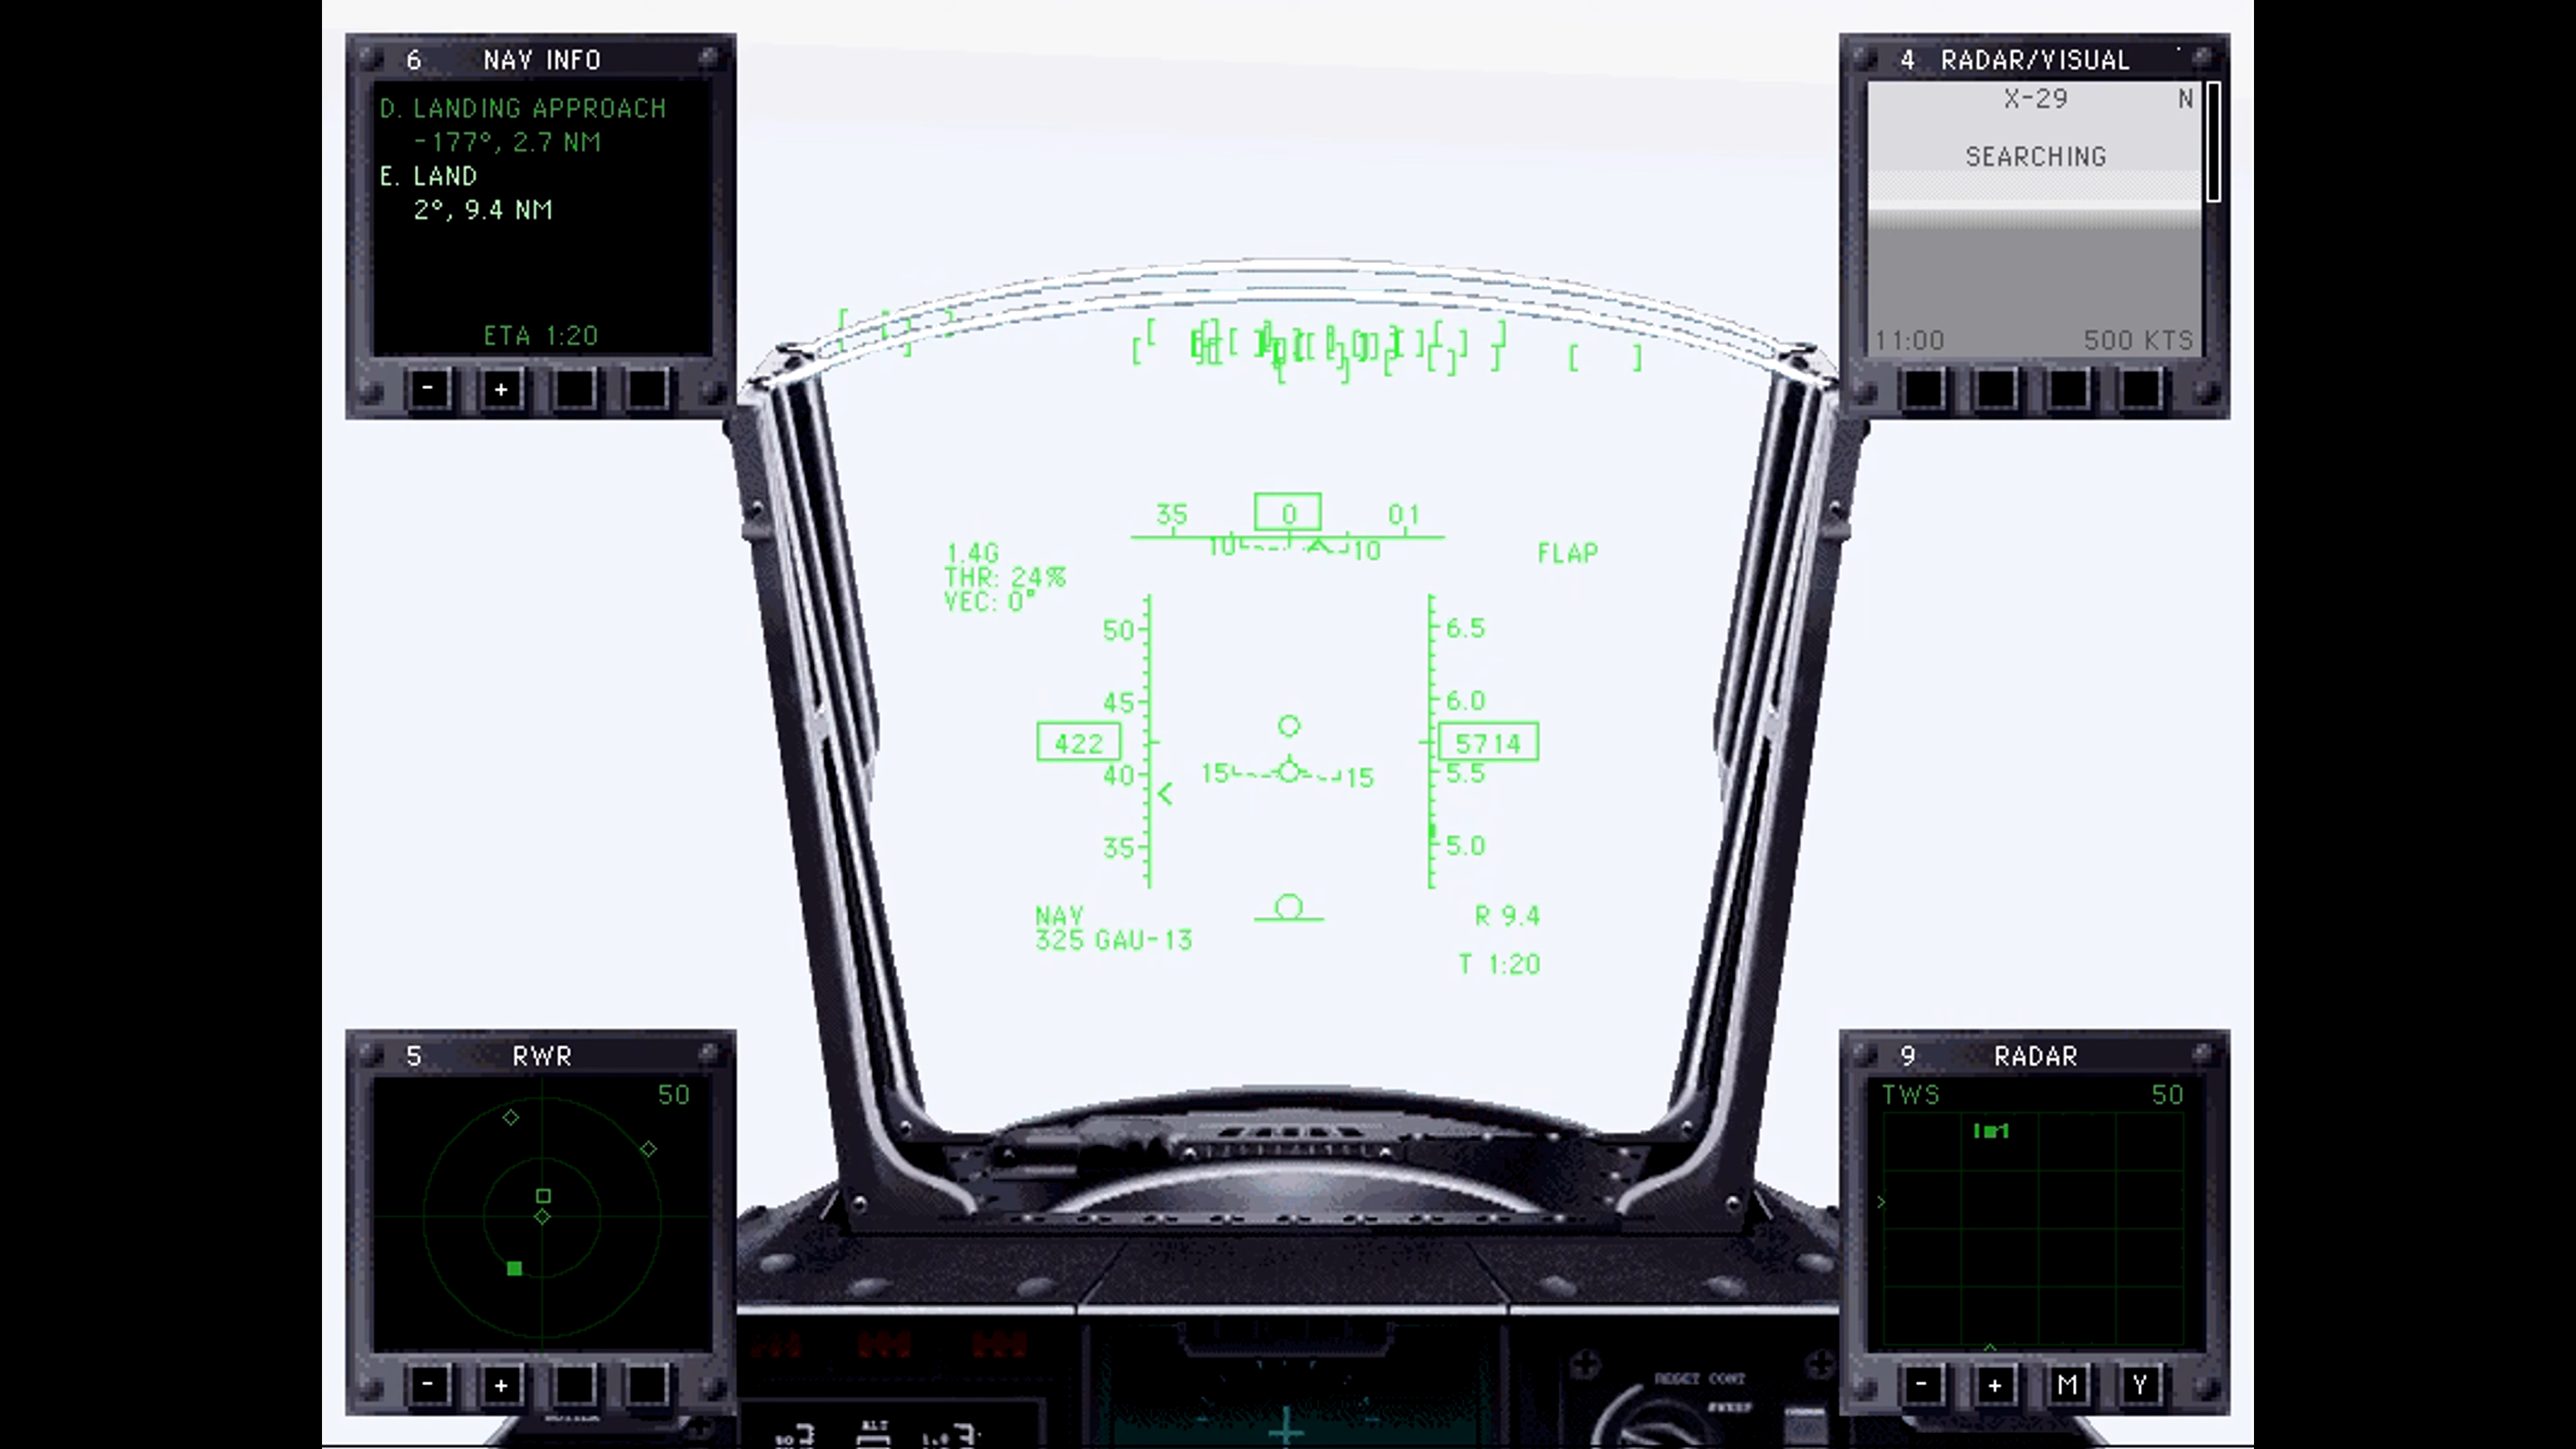 6 NAV INFO
D. LANDING APPROACH
-177°, 2.7 NM
E. LAND
2°, 9.4 NM
ETA 1:20
- +
4 RADAR/VISUAL
X-29 N
SEARCHING
11:00 500 KTS
35 0 01
10 10
1.4G
THR: 24%
VEC: 0°
FLAP
50 6.5
45 6.0
422 5714
40 15 15 5.5
35 5.0
NAV
325 GAU-13
R 9.4
T 1:20
5 RWR
50
- +
9 RADAR
TWS 50
- + M Y
RESET CONT
ALT